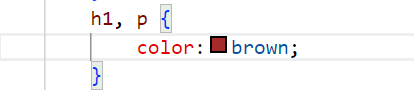 h1, p {
color: brown;
}